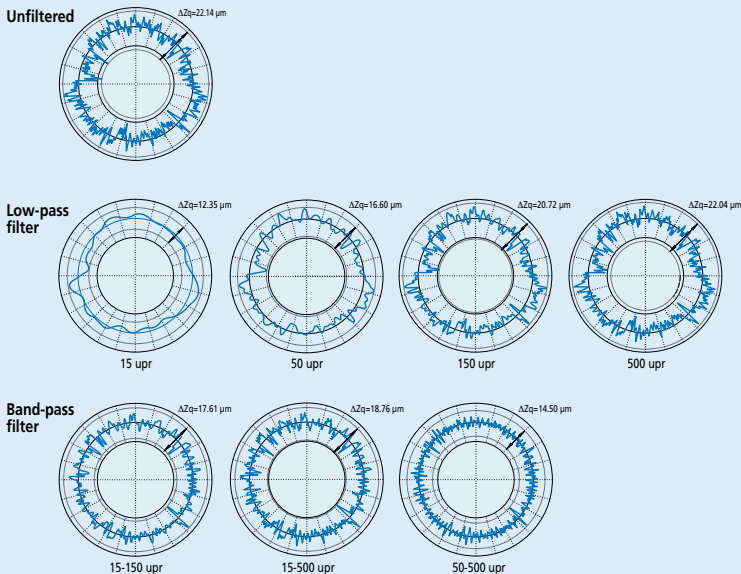 Unfiltered
ΔZq=22.14 µm
Low-pass
filter
ΔZq=12.35 µm
ΔZq=16.60 µm
ΔZq=20.72 µm
ΔZq=22.04 µm
15 upr
50 upr
150 upr
500 upr
Band-pass
filter
ΔZq=17.61 µm
ΔZq=18.76 µm
ΔZq=14.50 µm
15-150 upr
15-500 upr
50-500 upr